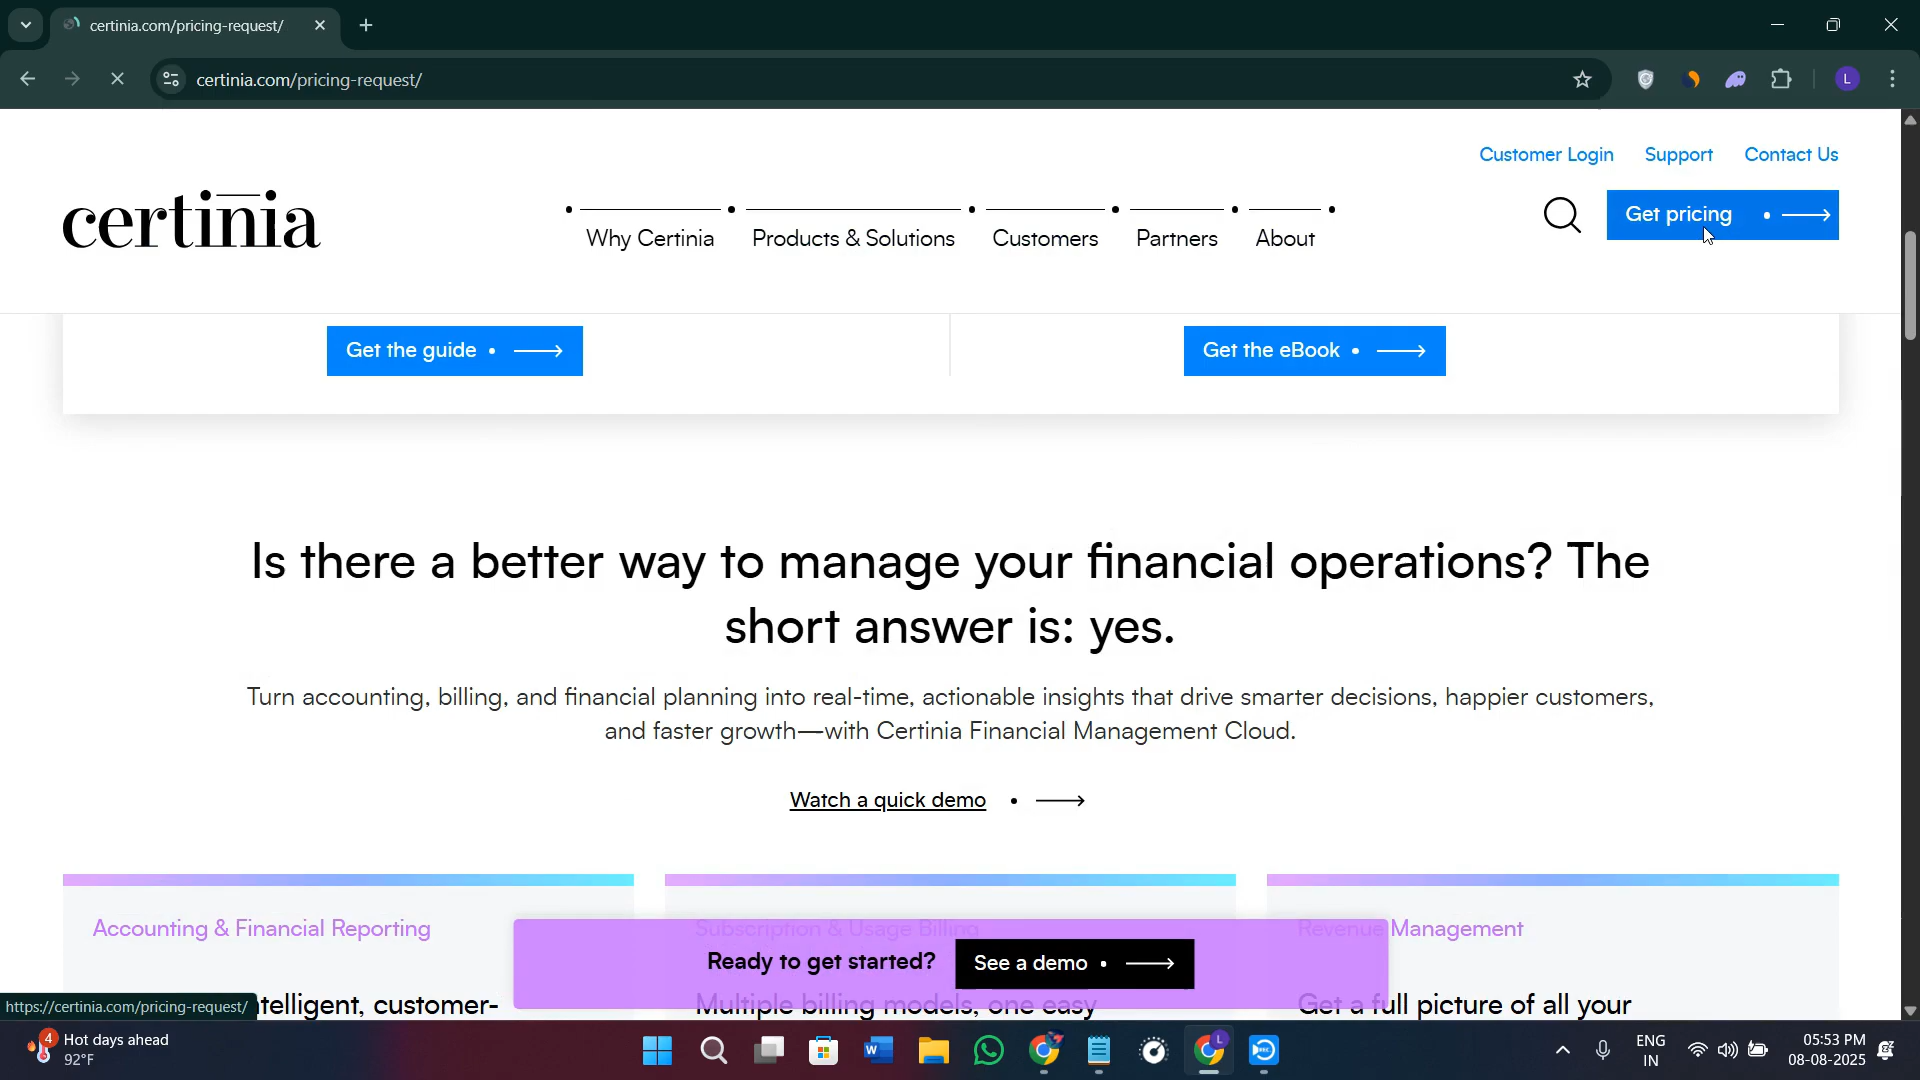 certinia.com/pricing-request/
certinia.com/pricing-request/
L
Customer Login Support Contact Us
certinia
Why Certinia Products & Solutions Customers Partners About
Get pricing
Get the guide
Get the eBook
Is there a better way to manage your financial operations? The
short answer is: yes.
Turn accounting, billing, and financial planning into real-time, actionable insights that drive smarter decisions, happier customers,
and faster growth—with Certinia Financial Management Cloud.
Watch a quick demo
Accounting & Financial Reporting
Subscription & Usage Billing
Revenue Management
Ready to get started? See a demo
https://certinia.com/pricing-request/
telligent, customer-
Multiple billing models, one easy
Get a full picture of all your
4
Hot days ahead
92°F
W
L
REC
ENG
IN
05:53 PM
08-08-2025